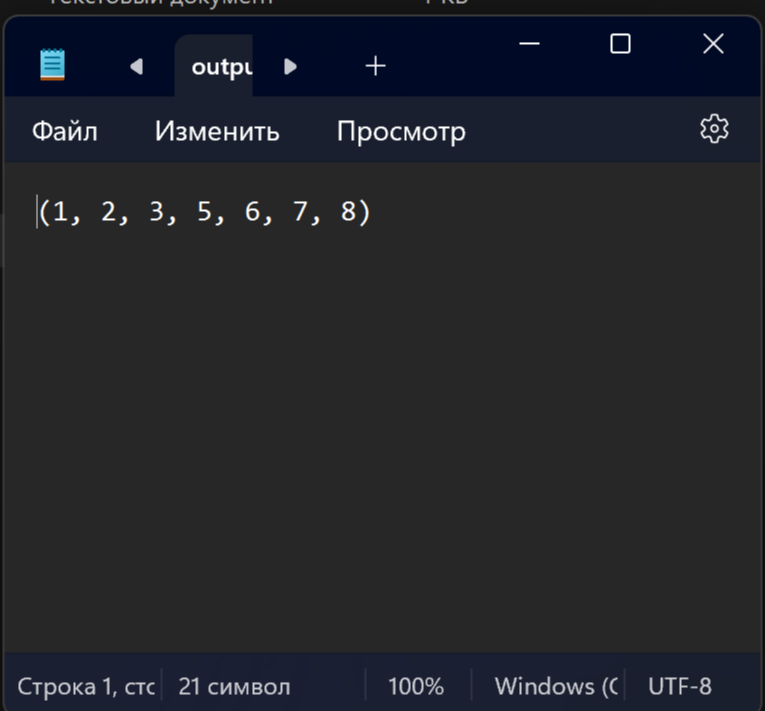 outpu
Файл Изменить Просмотр
(1, 2, 3, 5, 6, 7, 8)
Строка 1, стс 21 символ 100% Windows (C UTF-8